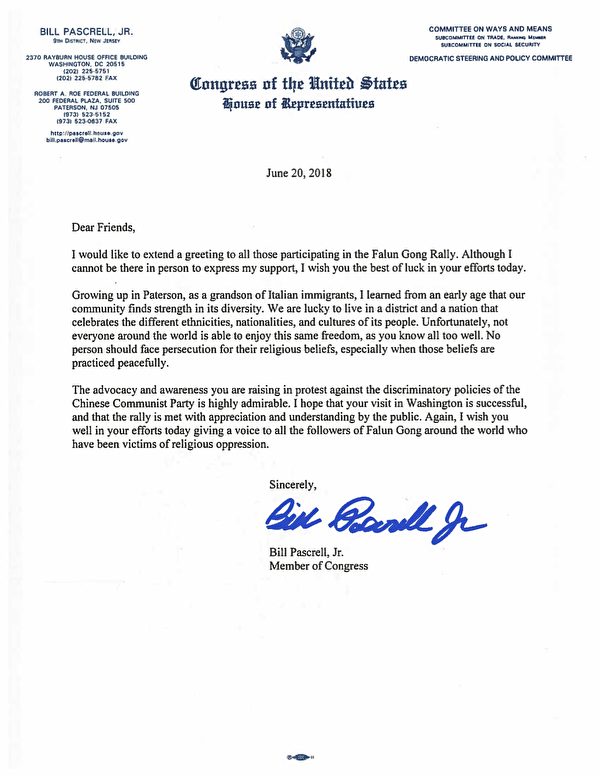 BILL PASCRELL, JR.
9TH DISTRICT, NEW JERSEY
2370 RAYBURN HOUSE OFFICE BUILDING
WASHINGTON, DC 20515
(202) 225-5751
(202) 225-5782 FAX
ROBERT A. ROE FEDERAL BUILDING
200 FEDERAL PLAZA, SUITE 500
PATERSON, NJ 07505
(973) 523-5152
(973) 523-0637 FAX
http://pascrell.house.gov
bill.pascrell@mail.house.gov
COMMITTEE ON WAYS AND MEANS
SUBCOMMITTEE ON TRADE, RANKING MEMBER
SUBCOMMITTEE ON SOCIAL SECURITY
DEMOCRATIC STEERING AND POLICY COMMITTEE
Congress of the United States
House of Representatives
June 20, 2018
Dear Friends,
I would like to extend a greeting to all those participating in the Falun Gong Rally. Although I
cannot be there in person to express my support, I wish you the best of luck in your efforts today.
Growing up in Paterson, as a grandson of Italian immigrants, I learned from an early age that our
community finds strength in its diversity. We are lucky to live in a district and a nation that
celebrates the different ethnicities, nationalities, and cultures of its people. Unfortunately, not
everyone around the world is able to enjoy this same freedom, as you know all too well. No
person should face persecution for their religious beliefs, especially when those beliefs are
practiced peacefully.
The advocacy and awareness you are raising in protest against the discriminatory policies of the
Chinese Communist Party is highly admirable. I hope that your visit in Washington is successful,
and that the rally is met with appreciation and understanding by the public. Again, I wish you
well in your efforts today giving a voice to all the followers of Falun Gong around the world who
have been victims of religious oppression.
Sincerely,
Bill Pascrell Jr
Bill Pascrell, Jr.
Member of Congress